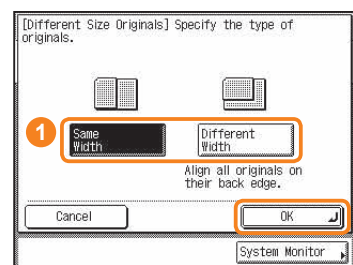 [Different Size Originals] Specify the type of
originals.
1
Same
Width
Different
Width
Align all originals on
their back edge.
Cancel
OK
System Monitor